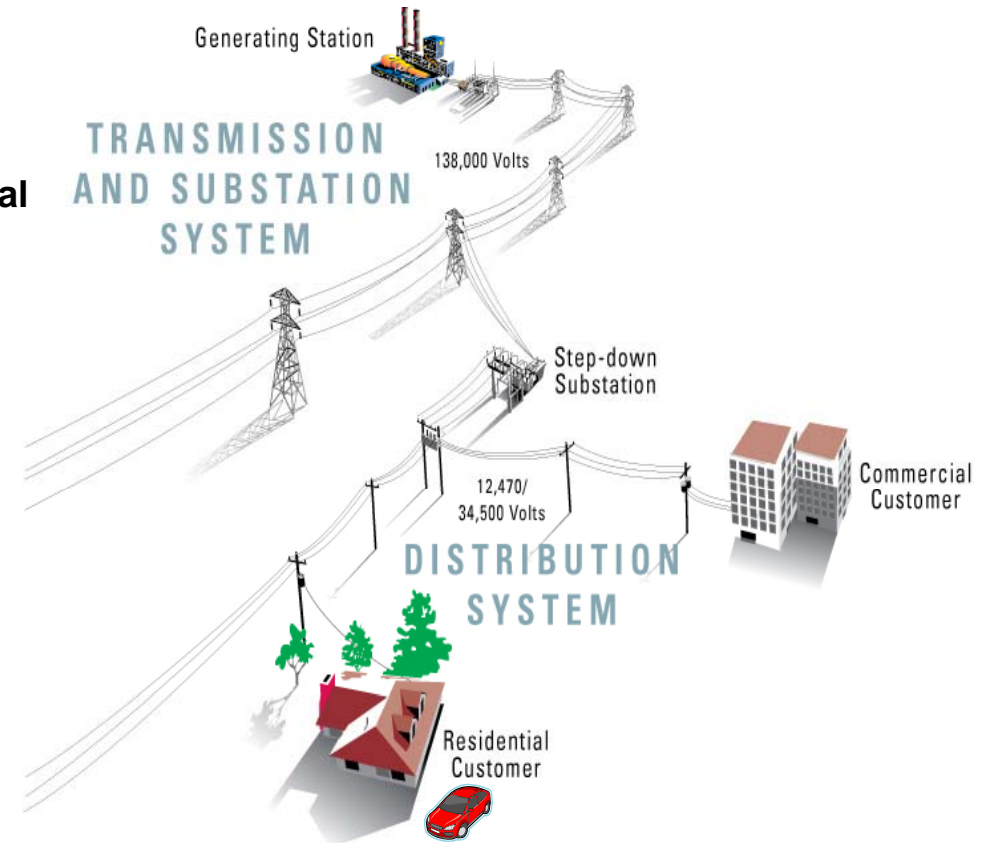 Generating Station
TRANSMISSION
AND SUBSTATION
SYSTEM
al
138,000 Volts
Step-down
Substation
12,470/
34,500 Volts
Commercial
Customer
DISTRIBUTION
SYSTEM
Residential
Customer